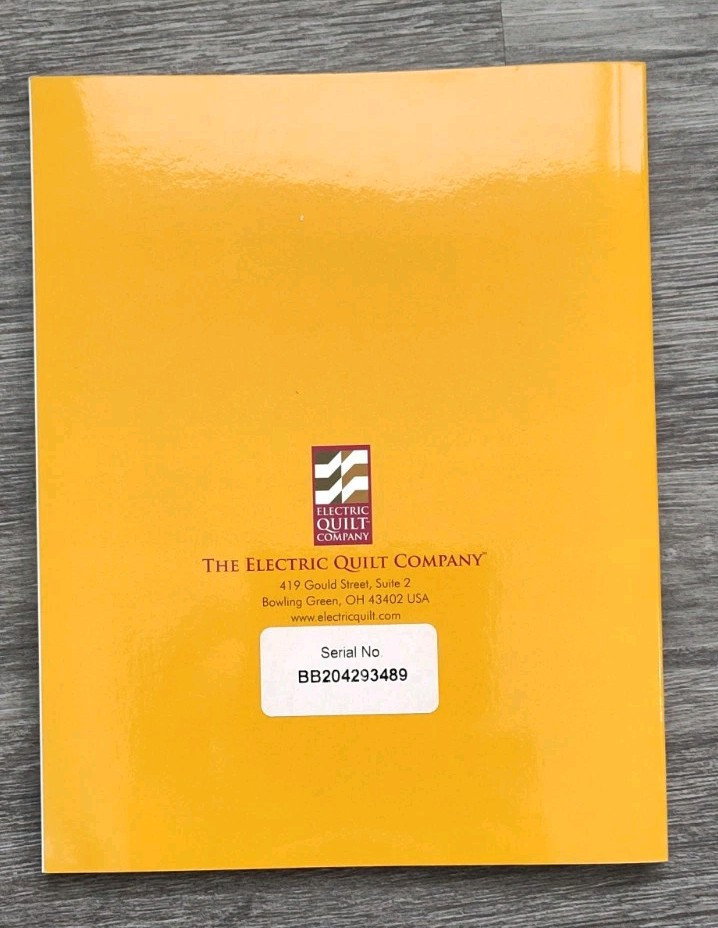 ELECTRIC
QUILT
COMPANY
THE ELECTRIC QUILT COMPANY™
419 Gould Street, Suite 2
Bowling Green, OH 43402 USA
www.electricquilt.com
Serial No.
BB204293489